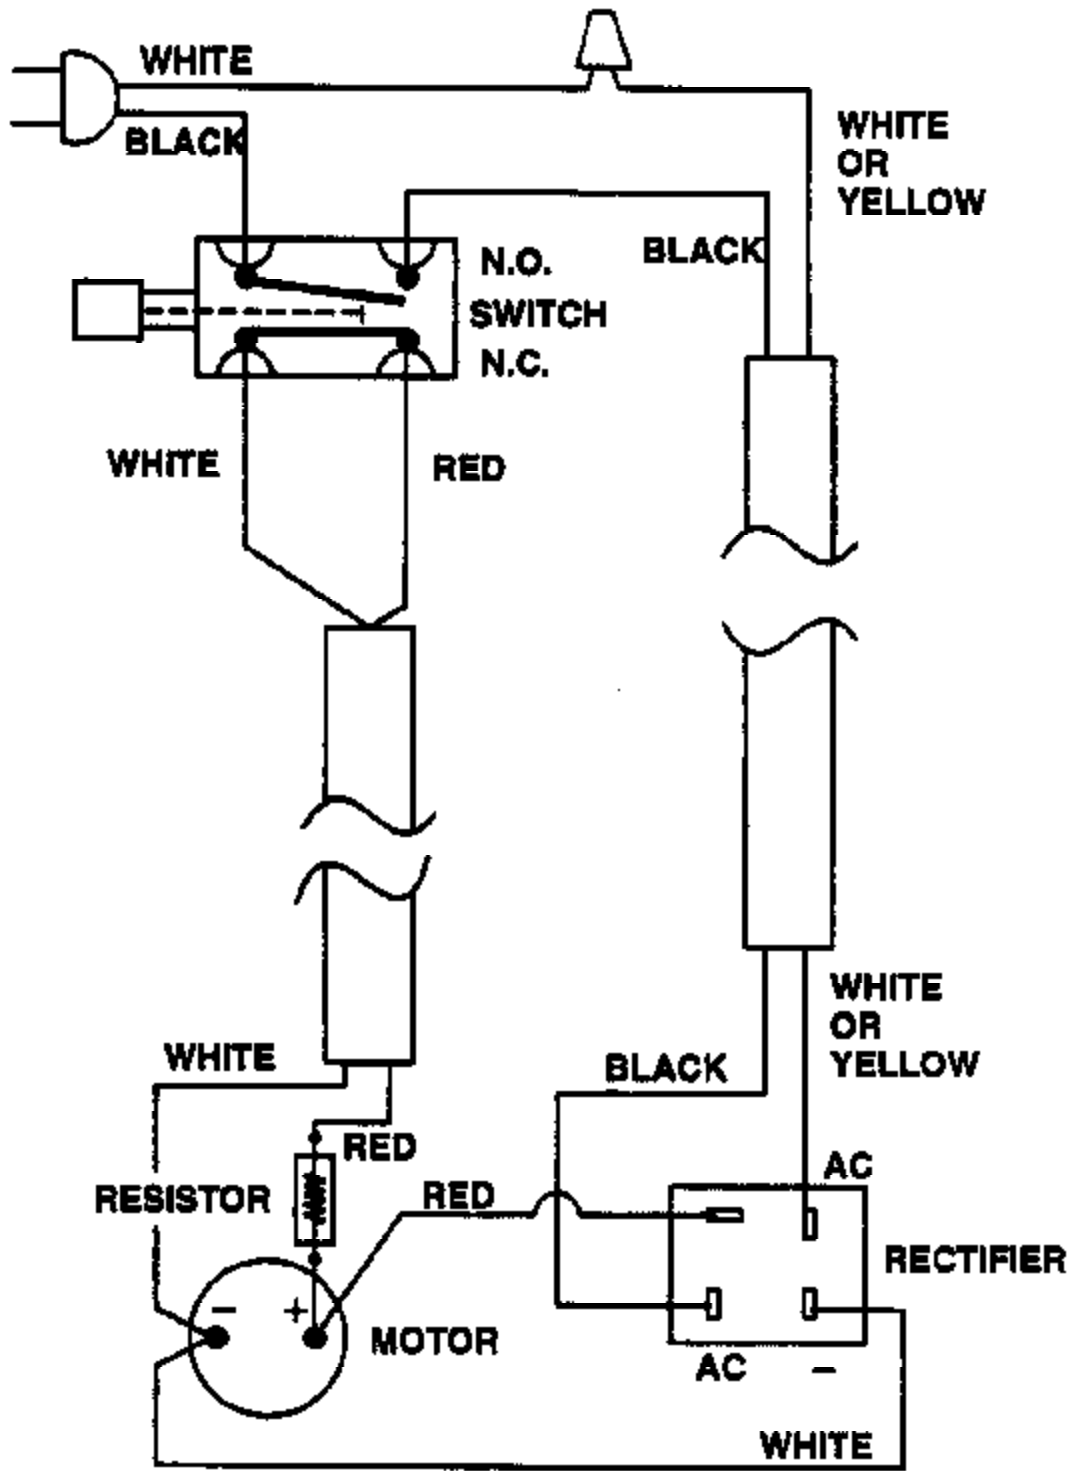 WHITE
BLACK
WHITE
OR
YELLOW
BLACK
N.O.
SWITCH
N.C.
WHITE
RED
WHITE
OR
YELLOW
WHITE
BLACK
RED
AC
RESISTOR
RED
RECTIFIER
−
+
MOTOR
AC
−
WHITE